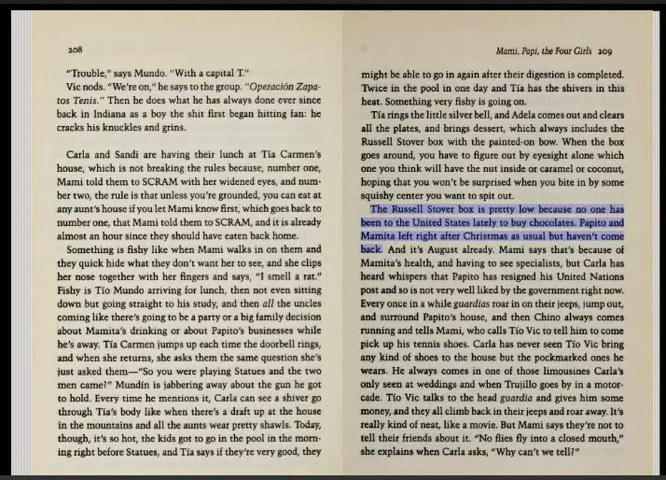 208
"Trouble," says Mundo. "With a capital T."
Vic nods. "We're on," he says to the group. "Operación Zapa-
tos Tenis." Then he does what he has always done ever since
back in Indiana as a boy the shit first began hitting fan: he
cracks his knuckles and grins.
Carla and Sandi are having their lunch at Tía Carmen's
house, which is not breaking the rules because, number one,
Mami told them to SCRAM with her widened eyes, and num-
ber two, the rule is that unless you're grounded, you can eat at
any aunt's house if you let Mami know first, which goes back to
number one, that Mami told them to SCRAM, and it is already
almost an hour since they should have eaten back home.
Something is fishy like when Mami walks in on them and
they quick hide what they don't want her to see, and she clips
her nose together with her fingers and says, "I smell a rat."
Fishy is Tío Mundo arriving for lunch, then not even sitting
down but going straight to his study, and then all the uncles
coming like there's going to be a party or a big family decision
about Mamita's drinking or about Papito's businesses while
he's away. Tía Carmen jumps up each time the doorbell rings,
and when she returns, she asks them the same question she's
just asked them—"So you were playing Statues and the two
men came?" Mundín is jabbering away about the gun he got
to hold. Every time he mentions it, Carla can see a shiver go
through Tía's body like when there's a draft up at the house
in the mountains and all the aunts wear pretty shawls. Today,
though, it's so hot, the kids got to go in the pool in the morn-
ing right before Statues, and Tía says if they're very good, they
Mami, Papi, the Four Girls 209
might be able to go in again after their digestion is completed.
Twice in the pool in one day and Tía has the shivers in this
heat. Something very fishy is going on.
Tía rings the little silver bell, and Adela comes out and clears
all the plates, and brings dessert, which always includes the
Russell Stover box with the painted-on bow. When the box
goes around, you have to figure out by eyesight alone which
one you think will have the nut inside or caramel or coconut,
hoping that you won't be surprised when you bite in by some
squishy center you want to spit out.
The Russell Stover box is pretty low because no one has
been to the United States lately to buy chocolates. Papito and
Mamita left right after Christmas as usual but haven't come
back. And it's August already. Mami says that's because of
Mamita's health, and having to see specialists, but Carla has
heard whispers that Papito has resigned his United Nations
post and so is not very well liked by the government right now.
Every once in a while guardias roar in on their jeeps, jump out,
and surround Papito's house, and then Chino always comes
running and tells Mami, who calls Tío Vic to tell him to come
pick up his tennis shoes. Carla has never seen Tío Vic bring
any kind of shoes to the house but the pockmarked ones he
wears. He always comes in one of those limousines Carla's
only seen at weddings and when Trujillo goes by in a motor-
cade. Tío Vic talks to the head guardia and gives him some
money, and they all climb back in their jeeps and roar away. It's
really kind of neat, like a movie. But Mami says they're not to
tell their friends about it. "No flies fly into a closed mouth,"
she explains when Carla asks, "Why can't we tell?"